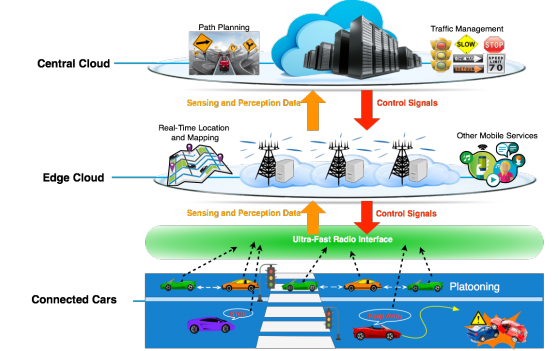 Path Planning
Traffic Management
SLOW
STOP
SPEED
LIMIT
70
Central Cloud
Sensing and Perception Data
Control Signals
Real-Time Location
and Mapping
Other Mobile Services
Edge Cloud
Sensing and Perception Data
Control Signals
Ultra-Fast Radio Interface
Platooning
Connected Cars